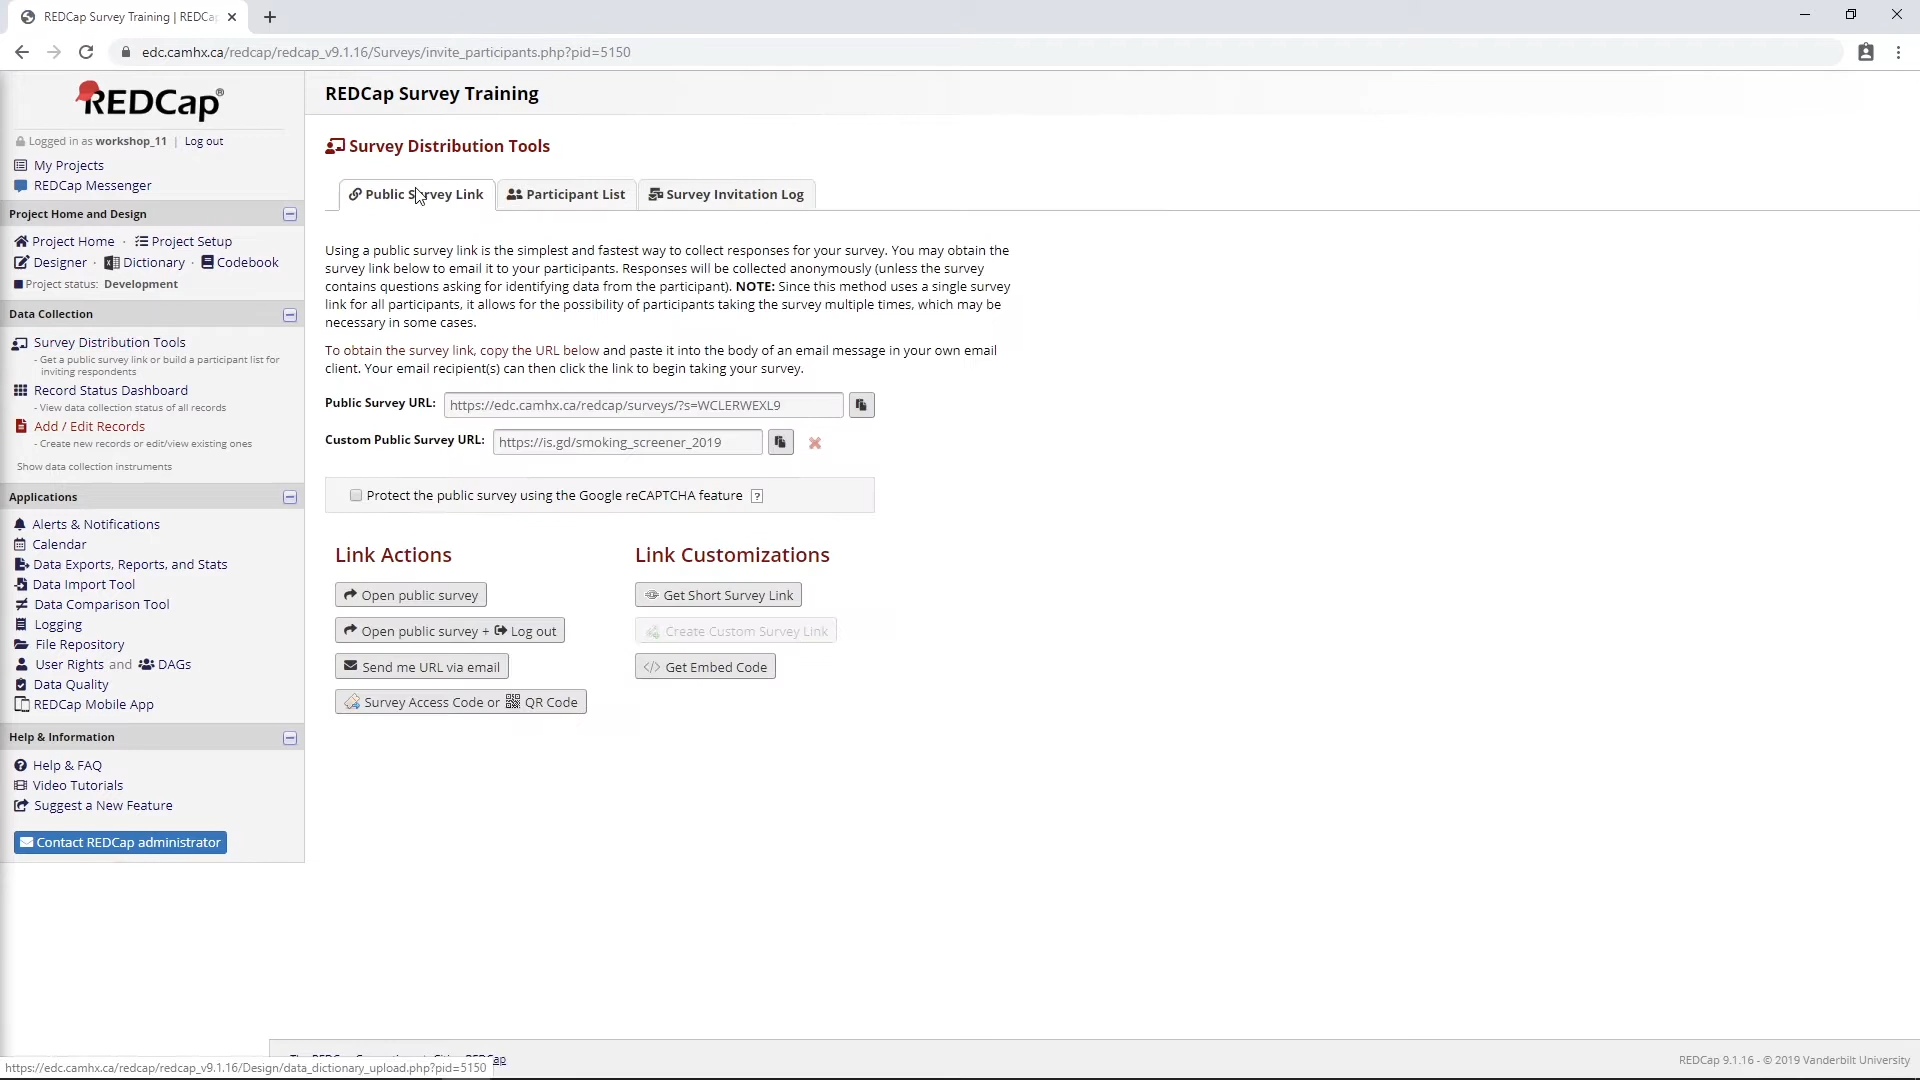 REDCap Survey Training | REDCap
edc.camhx.ca/redcap/redcap_v9.1.16/Surveys/invite_participants.php?pid=5150
REDCap®
Logged in as workshop_11 | Log out
My Projects
REDCap Messenger
Project Home and Design
Project Home · Project Setup
Designer · Dictionary · Codebook
Project status: Development
Data Collection
Survey Distribution Tools
- Get a public survey link or build a participant list for
inviting respondents
Record Status Dashboard
- View data collection status of all records
Add / Edit Records
- Create new records or edit/view existing ones
Show data collection instruments
Applications
Alerts & Notifications
Calendar
Data Exports, Reports, and Stats
Data Import Tool
Data Comparison Tool
Logging
File Repository
User Rights and DAGs
Data Quality
REDCap Mobile App
Help & Information
Help & FAQ
Video Tutorials
Suggest a New Feature
Contact REDCap administrator
REDCap Survey Training
Survey Distribution Tools
Public Survey Link Participant List Survey Invitation Log
Using a public survey link is the simplest and fastest way to collect responses for your survey. You may obtain the
survey link below to email it to your participants. Responses will be collected anonymously (unless the survey
contains questions asking for identifying data from the participant). NOTE: Since this method uses a single survey
link for all participants, it allows for the possibility of participants taking the survey multiple times, which may be
necessary in some cases.
To obtain the survey link, copy the URL below and paste it into the body of an email message in your own email
client. Your email recipient(s) can then click the link to begin taking your survey.
Public Survey URL: https://edc.camhx.ca/redcap/surveys/?s=WCLERWEXL9
Custom Public Survey URL: https://is.gd/smoking_screener_2019
Protect the public survey using the Google reCAPTCHA feature ?
Link Actions
Open public survey
Open public survey + Log out
Send me URL via email
Survey Access Code or QR Code
Link Customizations
Get Short Survey Link
Create Custom Survey Link
Get Embed Code
REDCap 9.1.16 - © 2019 Vanderbilt University
https://edc.camhx.ca/redcap/redcap_v9.1.16/Design/data_dictionary_upload.php?pid=5150